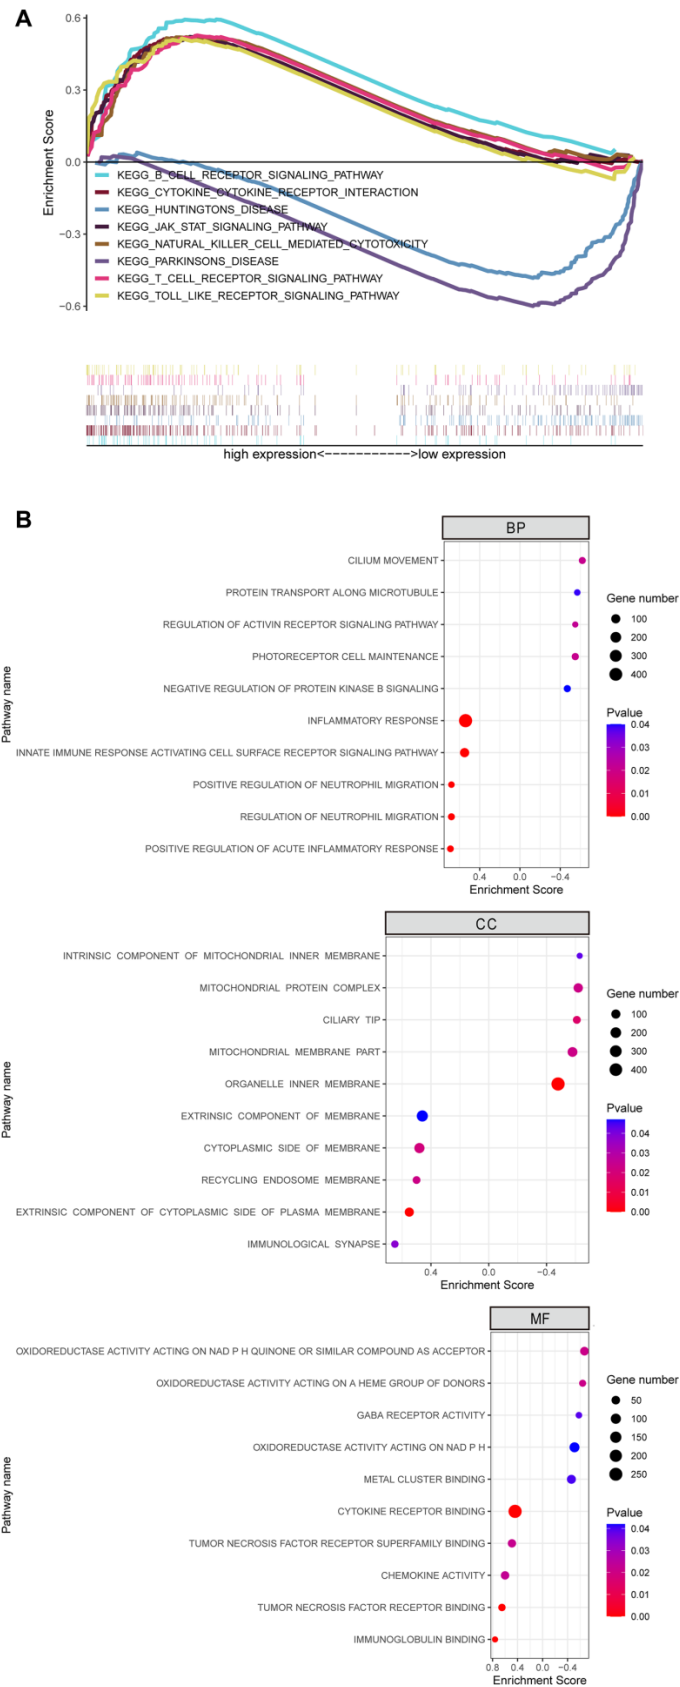 A
0.6
0.3
0.0
−0.3
−0.6
Enrichment Score
KEGG_B_CELL_RECEPTOR_SIGNALING_PATHWAY
KEGG_CYTOKINE_CYTOKINE_RECEPTOR_INTERACTION
KEGG_HUNTINGTONS_DISEASE
KEGG_JAK_STAT_SIGNALING_PATHWAY
KEGG_NATURAL_KILLER_CELL_MEDIATED_CYTOTOXICITY
KEGG_PARKINSONS_DISEASE
KEGG_T_CELL_RECEPTOR_SIGNALING_PATHWAY
KEGG_TOLL_LIKE_RECEPTOR_SIGNALING_PATHWAY
high expression<----------->low expression
B
BP
Pathway name
CILIUM MOVEMENT
PROTEIN TRANSPORT ALONG MICROTUBULE
REGULATION OF ACTIVIN RECEPTOR SIGNALING PATHWAY
PHOTORECEPTOR CELL MAINTENANCE
NEGATIVE REGULATION OF PROTEIN KINASE B SIGNALING
INFLAMMATORY RESPONSE
INNATE IMMUNE RESPONSE ACTIVATING CELL SURFACE RECEPTOR SIGNALING PATHWAY
POSITIVE REGULATION OF NEUTROPHIL MIGRATION
REGULATION OF NEUTROPHIL MIGRATION
POSITIVE REGULATION OF ACUTE INFLAMMATORY RESPONSE
0.4 0.0 −0.4
Enrichment Score
Gene number
100
200
300
400
Pvalue
0.04
0.03
0.02
0.01
0.00
CC
Pathway name
INTRINSIC COMPONENT OF MITOCHONDRIAL INNER MEMBRANE
MITOCHONDRIAL PROTEIN COMPLEX
CILIARY TIP
MITOCHONDRIAL MEMBRANE PART
ORGANELLE INNER MEMBRANE
EXTRINSIC COMPONENT OF MEMBRANE
CYTOPLASMIC SIDE OF MEMBRANE
RECYCLING ENDOSOME MEMBRANE
EXTRINSIC COMPONENT OF CYTOPLASMIC SIDE OF PLASMA MEMBRANE
IMMUNOLOGICAL SYNAPSE
0.4 0.0 −0.4
Enrichment Score
Gene number
100
200
300
400
Pvalue
0.04
0.03
0.02
0.01
0.00
MF
Pathway name
OXIDOREDUCTASE ACTIVITY ACTING ON NAD P H QUINONE OR SIMILAR COMPOUND AS ACCEPTOR
OXIDOREDUCTASE ACTIVITY ACTING ON A HEME GROUP OF DONORS
GABA RECEPTOR ACTIVITY
OXIDOREDUCTASE ACTIVITY ACTING ON NAD P H
METAL CLUSTER BINDING
CYTOKINE RECEPTOR BINDING
TUMOR NECROSIS FACTOR RECEPTOR SUPERFAMILY BINDING
CHEMOKINE ACTIVITY
TUMOR NECROSIS FACTOR RECEPTOR BINDING
IMMUNOGLOBULIN BINDING
0.8 0.4 0.0 −0.4
Enrichment Score
Gene number
50
100
150
200
250
Pvalue
0.04
0.03
0.02
0.01
0.00